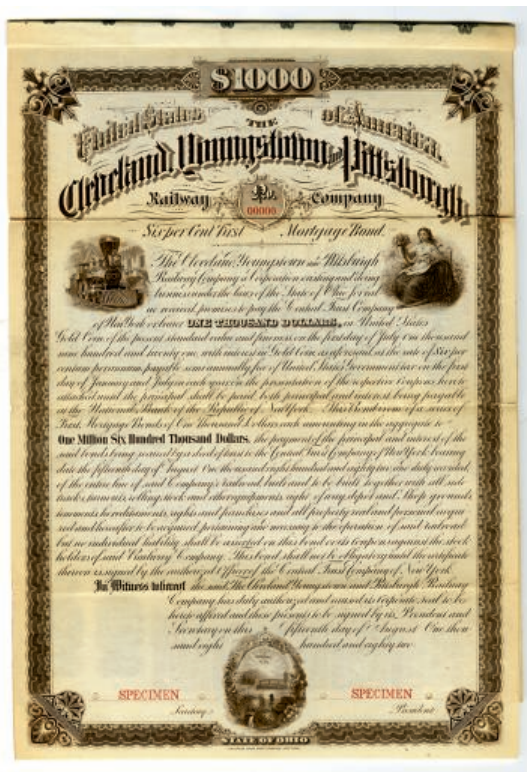 $1000
United States of America.
THE
Cleveland, Youngstown and Pittsburgh
Railway No. Company
00000
Six per Cent First Mortgage Bond.
The Cleveland, Youngstown and Pittsburgh
Railway Company a Corporation existing and doing
business under the laws of the State of Ohio for val
ue received, promises to pay the Central Trust Company
of New York or bearer ONE THOUSAND DOLLARS, in United States
Gold Coin of the present standard value and fineness on the first day of July One thousand
nine hundred and twenty one, with interest in Gold Coin as aforesaid, at the rate of Six per
centum per annum, payable semi annually free of United States Government tax on the first
day of January and July in each year on the presentation of the respective Coupons hereto
attached until the principal shall be paid, both principal and interest being payable
at the National Bank of the Republic of New York. This Bond is one of a series of
First Mortgage Bonds of One Thousand Dollars each amounting in the aggregate to
One Million Six Hundred Thousand Dollars, the payment of the principal and interest of the
said bonds being secured by a deed of trust to the Central Trust Company of New York bearing
date the fifteenth day of August One thousand eight hundred and eighty two duly recorded,
of the entire line of said Company's railroad built and to be built together with all
tracks rolling stock and other equipments, rights of way, depot and Shop grounds
tenements hereditaments, rights and franchises and all property real and personal
and hereafter to be acquired pertaining and necessary to the operation of said railroad
but no individual liability shall be asserted on this bond or its coupons against the stock
holders of said Railway Company. This bond shall not be obligatory until the certificate
thereon is signed by the authorized Officer of the Central Trust Company of New York
In Witness whereof the said The Cleveland Youngstown and Pittsburgh Railway
Company has duly authorized and caused its Corporate seal to be
hereto affixed and these presents to be signed by its President and
Secretary on this fifteenth day of August One thou
sand eight hundred and eighty two
SPECIMEN SPECIMEN
Secretary. President.
STATE OF OHIO